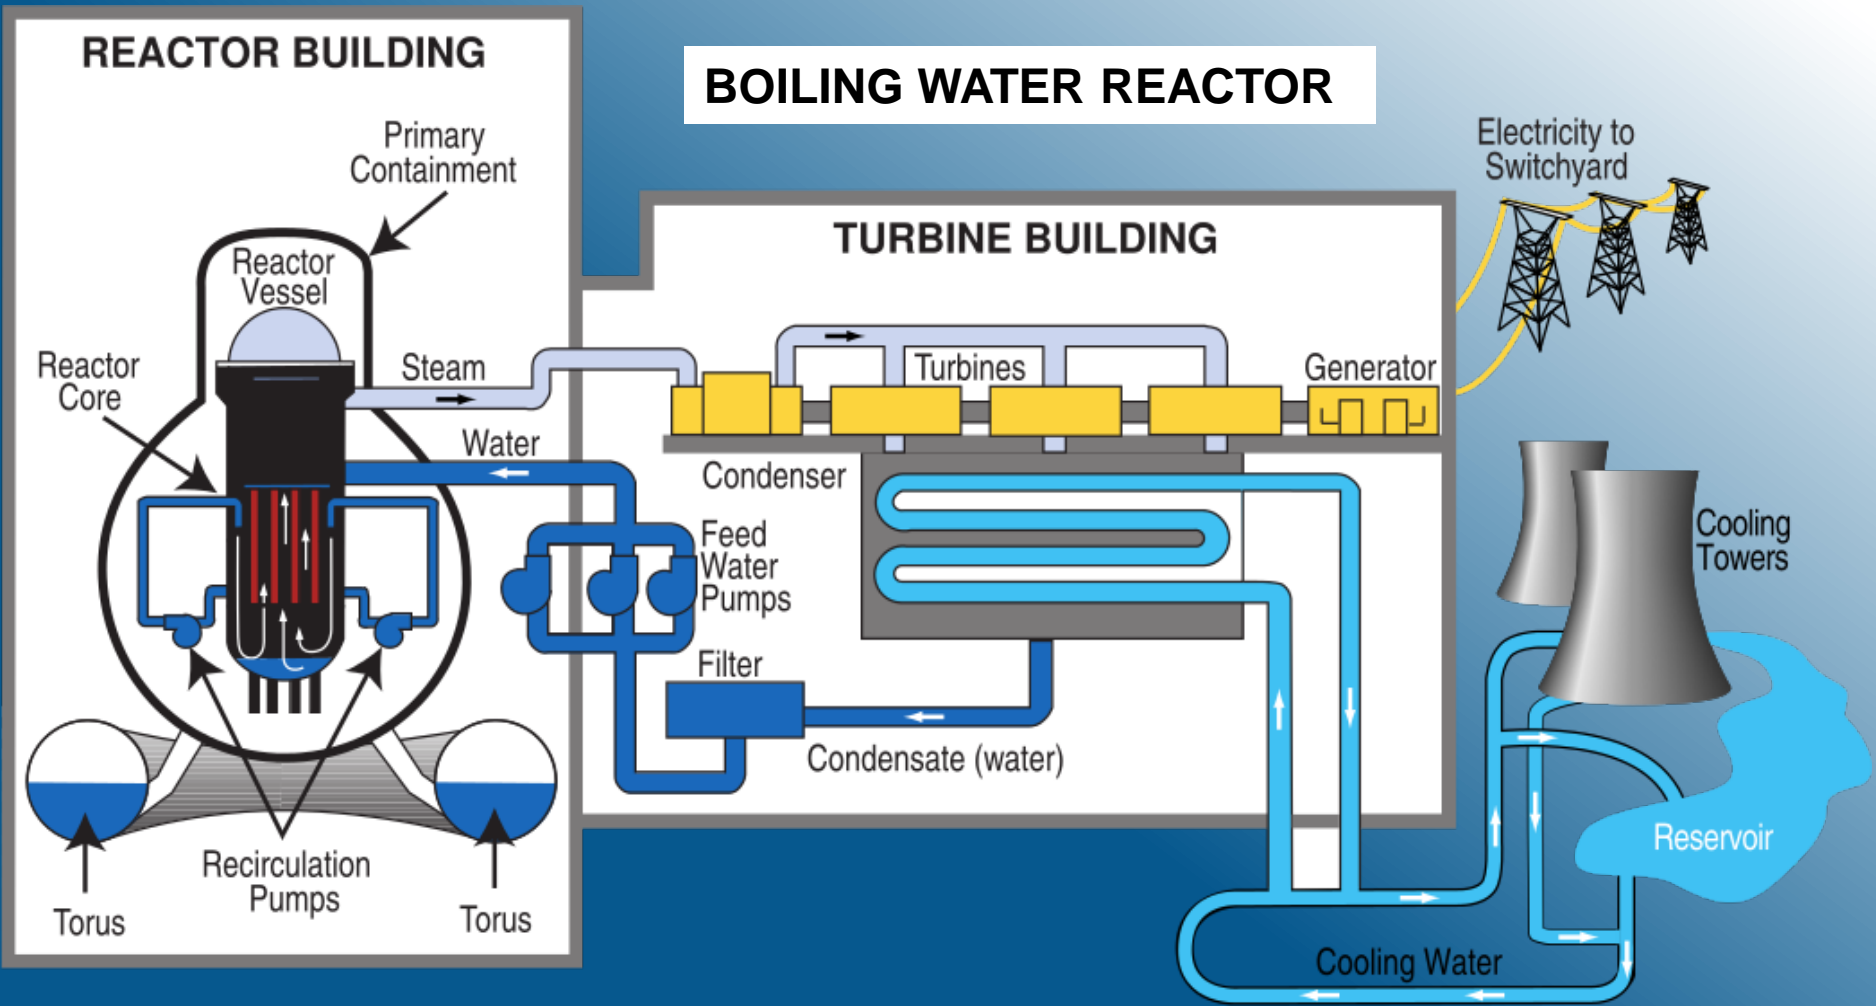 REACTOR BUILDING
BOILING WATER REACTOR
Primary
Containment
Electricity to
Switchyard
TURBINE BUILDING
Reactor
Vessel
Reactor
Core
Steam
Turbines
Generator
Water
Condenser
Feed
Water
Pumps
Cooling
Towers
Filter
Condensate (water)
Reservoir
Recirculation
Pumps
Torus
Torus
Cooling Water